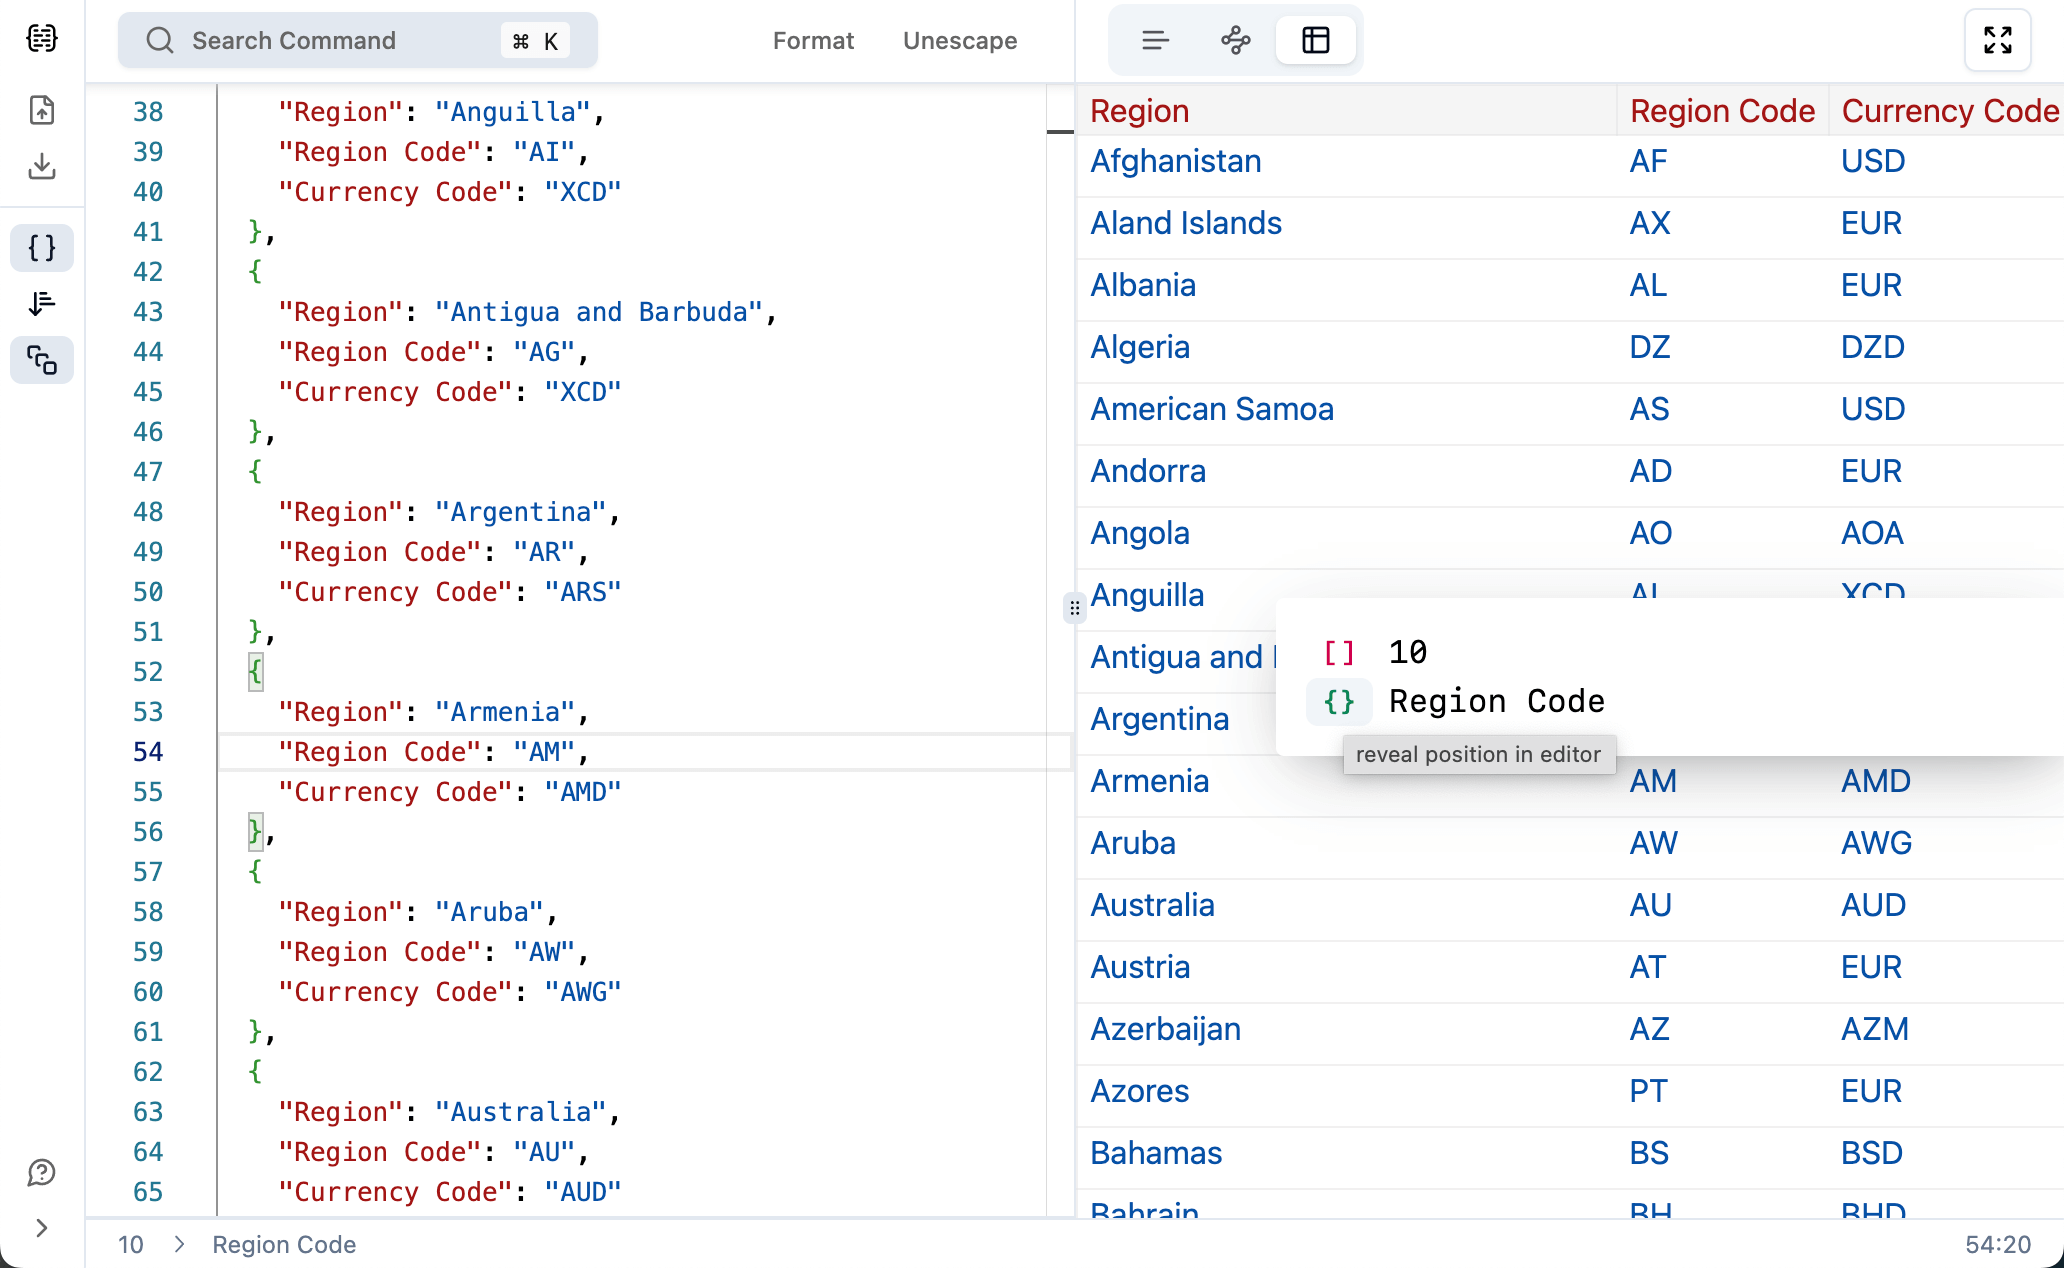 Search Command
⌘ K
Format
Unescape
38 "Region": "Anguilla",
39 "Region Code": "AI",
40 "Currency Code": "XCD"
41 },
42 {
43 "Region": "Antigua and Barbuda",
44 "Region Code": "AG",
45 "Currency Code": "XCD"
46 },
47 {
48 "Region": "Argentina",
49 "Region Code": "AR",
50 "Currency Code": "ARS"
51 },
52 {
53 "Region": "Armenia",
54 "Region Code": "AM",
55 "Currency Code": "AMD"
56 },
57 {
58 "Region": "Aruba",
59 "Region Code": "AW",
60 "Currency Code": "AWG"
61 },
62 {
63 "Region": "Australia",
64 "Region Code": "AU",
65 "Currency Code": "AUD"
Region Region Code Currency Code
Afghanistan AF USD
Aland Islands AX EUR
Albania AL EUR
Algeria DZ DZD
American Samoa AS USD
Andorra AD EUR
Angola AO AOA
Anguilla AI XCD
Antigua and
Argentina
Armenia AM AMD
Aruba AW AWG
Australia AU AUD
Austria AT EUR
Azerbaijan AZ AZM
Azores PT EUR
Bahamas BS BSD
Bahrain BH BHD
[] 10
{} Region Code
reveal position in editor
10 > Region Code
54:20